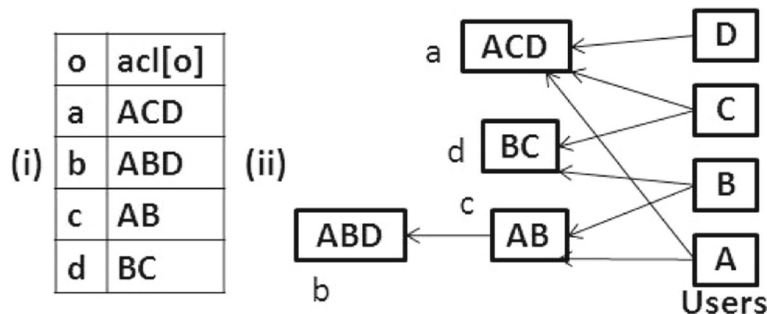 (i)
o acl[o]
a ACD
b ABD
c AB
d BC
(ii)
a ACD D
C
d BC
B
c
ABD AB
A
b
Users